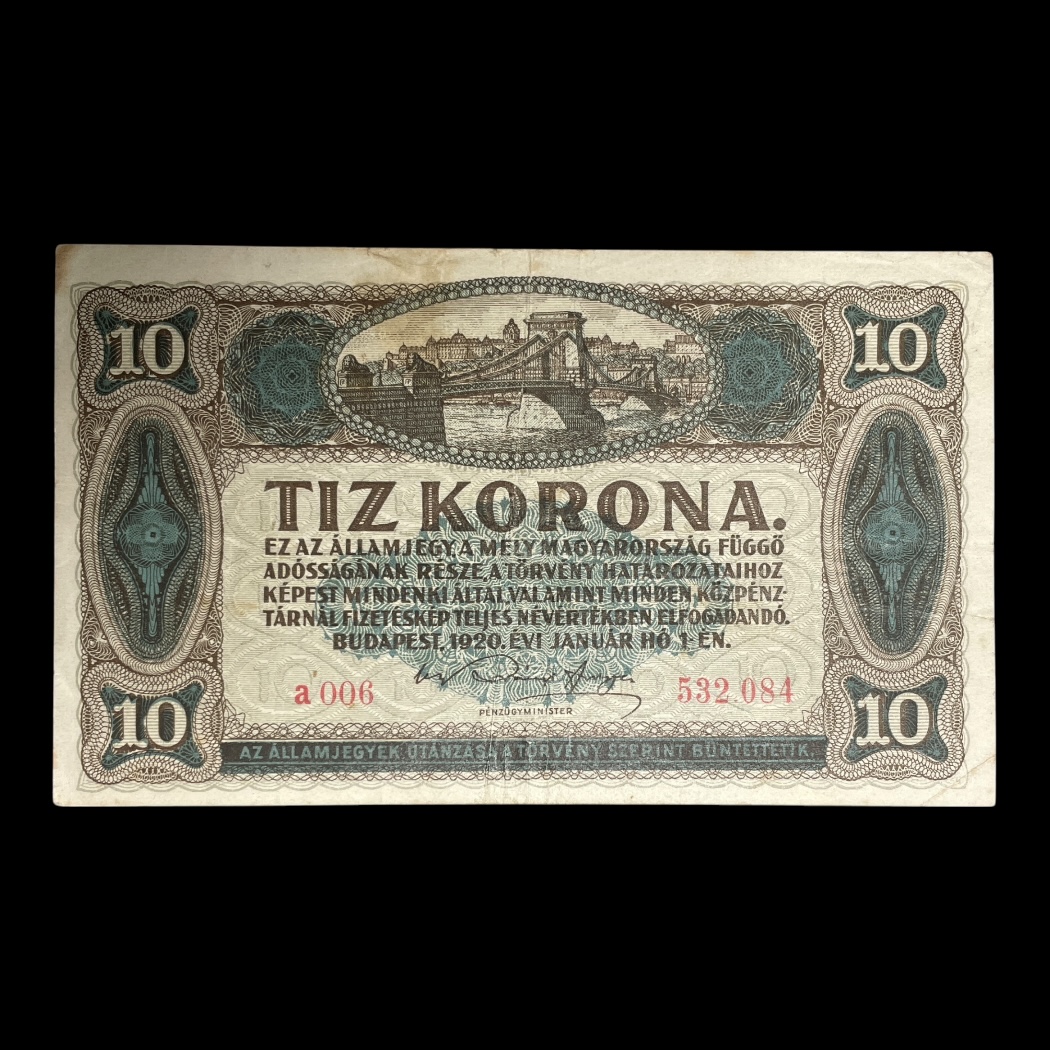 10 10
TIZ KORONA.
EZ AZ ÁLLAMJEGY, A MELY MAGYARORSZÁG FÜGGŐ
ADÓSSÁGÁNAK RÉSZE, A TÖRVÉNY HATÁROZATAIHOZ
KÉPEST MINDENKI ÁLTAL VALAMINT MINDEN KÖZPÉNZ-
TÁRNÁL FIZETÉSKÉP TELJES NÉVÉRTÉKBEN ELFOGADANDÓ.
BUDAPEST, 1920. ÉVI JANUÁR HÓ 1.-ÉN.
a 006 532.084
PÉNZÜGYMINISTER
10 10
AZ ÁLLAMJEGYEK UTÁNZÁSA A TÖRVÉNY SZERINT BÜNTETTETIK.